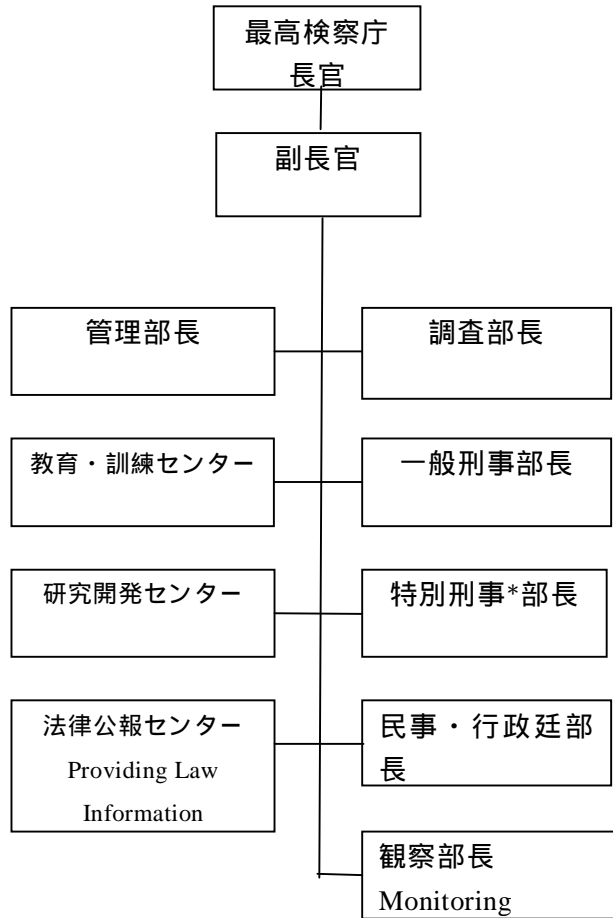 最高検察庁
長官
副長官
管理部長
調査部長
教育・訓練センター
一般刑事部長
研究開発センター
特別刑事*部長
法律公報センター
Providing Law
Information
民事・行政廷部
長
観察部長
Monitoring